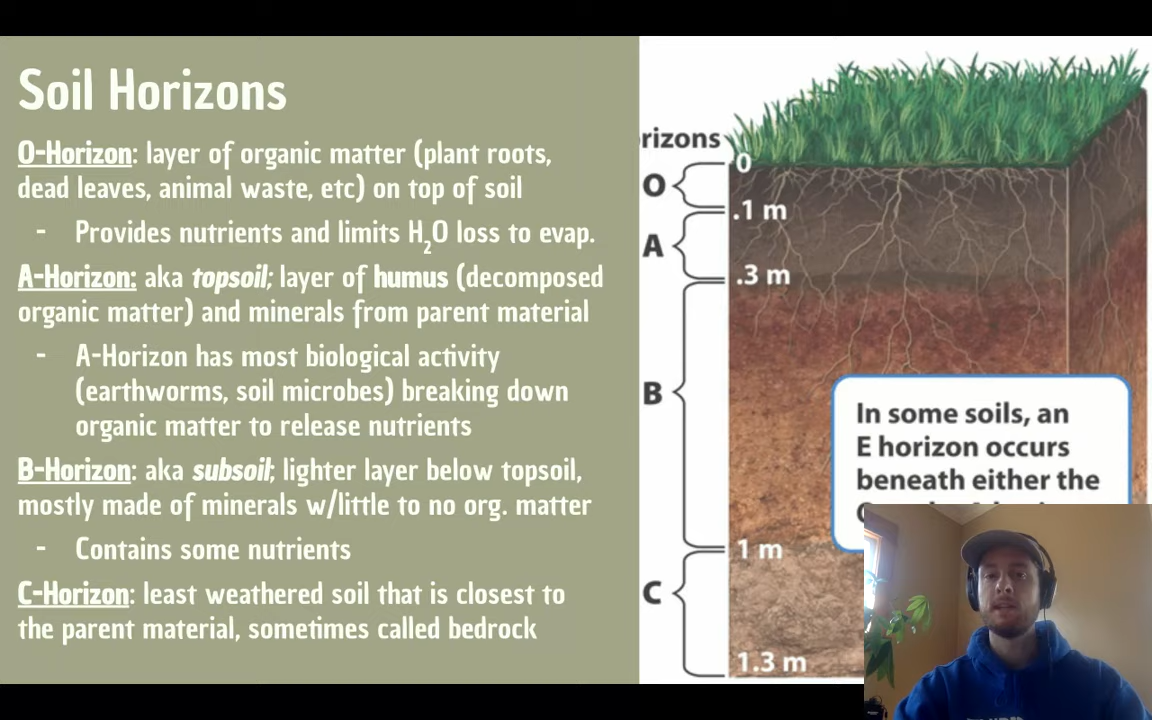 Soil Horizons
O-Horizon: layer of organic matter (plant roots,
dead leaves, animal waste, etc) on top of soil
- Provides nutrients and limits H₂O loss to evap.
A-Horizon: aka topsoil; layer of humus (decomposed
organic matter) and minerals from parent material
- A-Horizon has most biological activity
(earthworms, soil microbes) breaking down
organic matter to release nutrients
B-Horizon: aka subsoil; lighter layer below topsoil,
mostly made of minerals w/little to no org. matter
- Contains some nutrients
C-Horizon: least weathered soil that is closest to
the parent material, sometimes called bedrock
rizons
0
O
.1 m
A
.3 m
B
In some soils, an
E horizon occurs
beneath either the
1 m
C
1.3 m